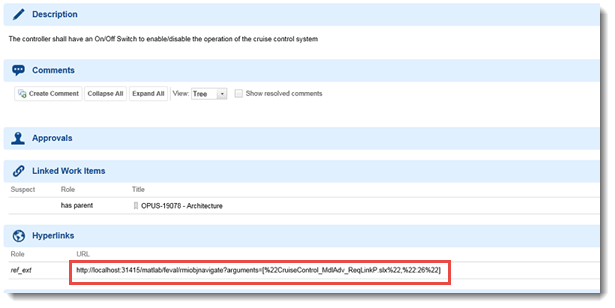 Description
The controller shall have an On/Off Switch to enable/disable the operation of the cruise control system
Comments
Create Comment Collapse All Expand All View: Tree Show resolved comments
Approvals
Linked Work Items
Suspect Role Title
has parent OPUS-19078 - Architecture
Hyperlinks
Role URL
ref_ext http://localhost:31415/matlab/feval/rmiobjnavigate?arguments=[%22CruiseControl_MdlAdv_ReqLinkP.slx%22,%22:26%22]